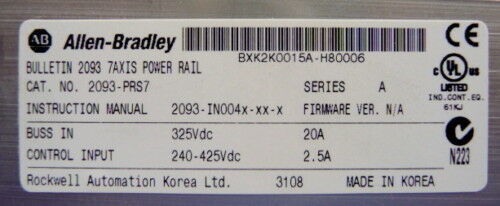 AB Allen-Bradley
BXK2K0015A-H80006
BULLETIN 2093 7AXIS POWER RAIL
CAT. NO. 2093-PRS7 SERIES A
INSTRUCTION MANUAL 2093-IN004x-xx-x FIRMWARE VER. N/A
BUSS IN 325Vdc 20A
CONTROL INPUT 240-425Vdc 2.5A
Rockwell Automation Korea Ltd. 3108 MADE IN KOREA
CE
C UL US
LISTED
IND.CONT.EQ.
61KJ
N223